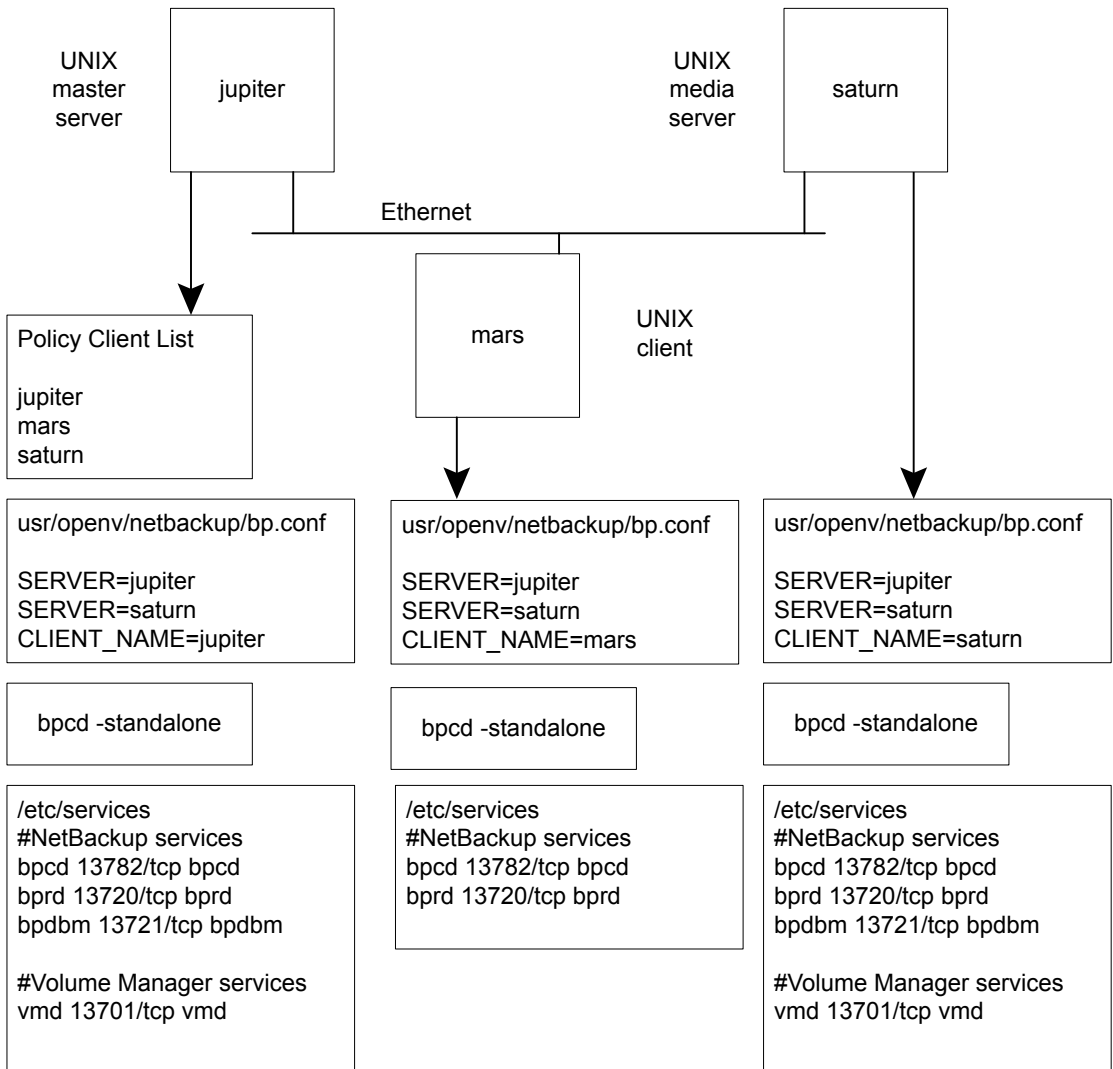 UNIX
master
server
jupiter
UNIX
media
server
saturn
Ethernet
mars
UNIX
client
Policy Client List
jupiter
mars
saturn
usr/openv/netbackup/bp.conf
SERVER=jupiter
SERVER=saturn
CLIENT_NAME=jupiter
usr/openv/netbackup/bp.conf
SERVER=jupiter
SERVER=saturn
CLIENT_NAME=mars
usr/openv/netbackup/bp.conf
SERVER=jupiter
SERVER=saturn
CLIENT_NAME=saturn
bpcd -standalone
bpcd -standalone
bpcd -standalone
/etc/services
#NetBackup services
bpcd 13782/tcp bpcd
bprd 13720/tcp bprd
bpdbm 13721/tcp bpdbm
#Volume Manager services
vmd 13701/tcp vmd
/etc/services
#NetBackup services
bpcd 13782/tcp bpcd
bprd 13720/tcp bprd
/etc/services
#NetBackup services
bpcd 13782/tcp bpcd
bprd 13720/tcp bprd
bpdbm 13721/tcp bpdbm
#Volume Manager services
vmd 13701/tcp vmd